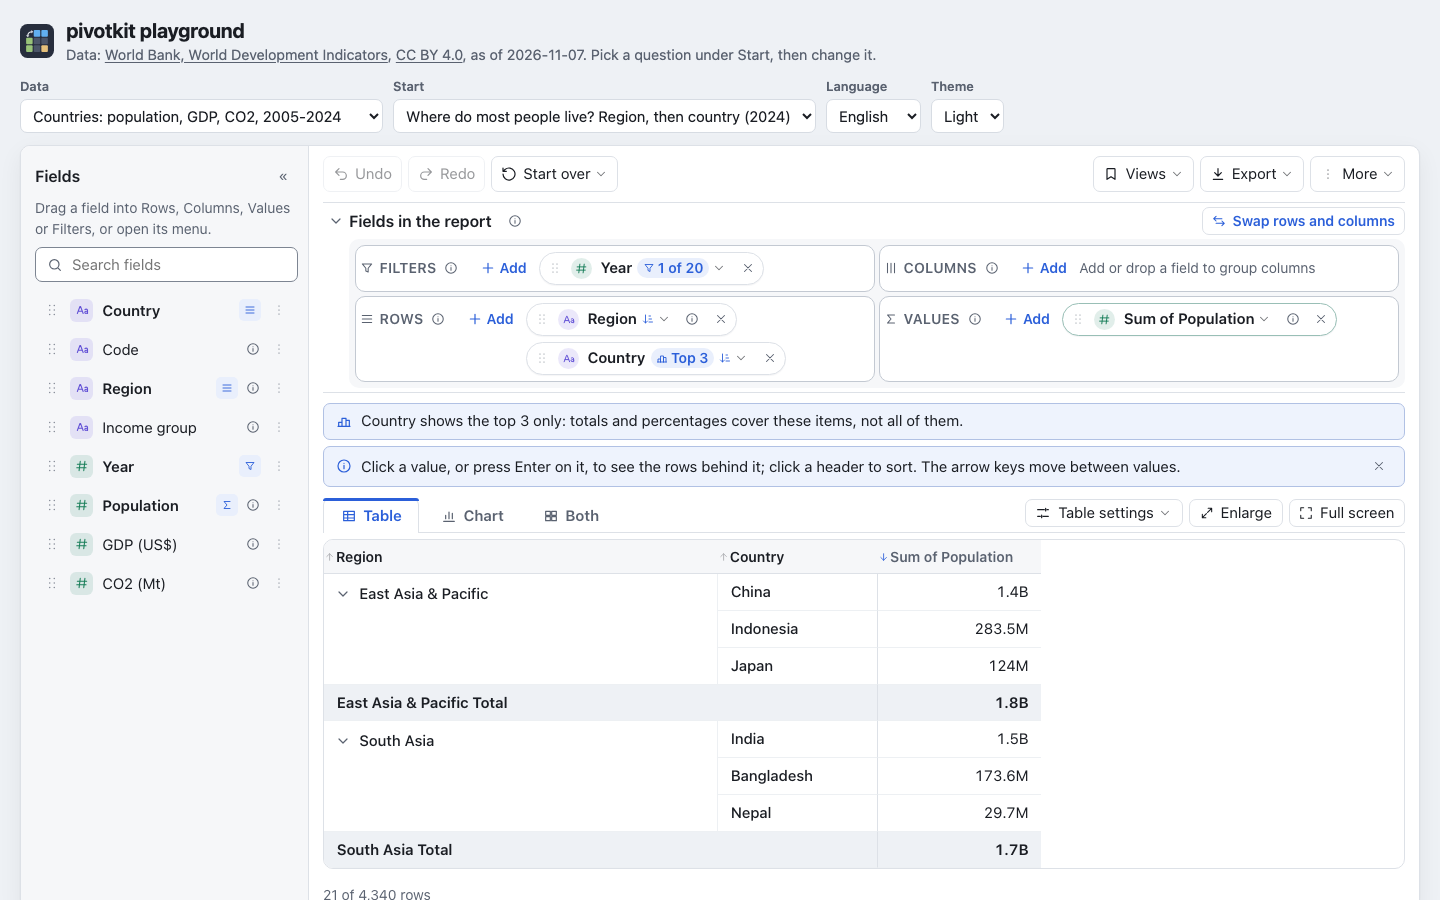 pivotkit playground
Data: World Bank, World Development Indicators, CC BY 4.0, as of 2026-11-07. Pick a question under Start, then change it.
Data
Start
Language
Theme
Countries: population, GDP, CO2, 2005-2024
Where do most people live? Region, then country (2024)
English
Light
Fields
«
Drag a field into Rows, Columns, Values
or Filters, or open its menu.
Search fields
Aa Country
Aa Code
Aa Region
Aa Income group
# Year
# Population Σ
# GDP (US$)
# CO2 (Mt)
Undo
Redo
Start over
Views
Export
More
Fields in the report
Swap rows and columns
FILTERS + Add # Year 1 of 20
COLUMNS + Add Add or drop a field to group columns
ROWS + Add Aa Region
Aa Country Top 3
Σ VALUES + Add # Sum of Population
Country shows the top 3 only: totals and percentages cover these items, not all of them.
Click a value, or press Enter on it, to see the rows behind it; click a header to sort. The arrow keys move between values.
Table
Chart
Both
Table settings
Enlarge
Full screen
↑ Region ↑ Country ↓ Sum of Population
East Asia & Pacific China 1.4B
Indonesia 283.5M
Japan 124M
East Asia & Pacific Total 1.8B
South Asia India 1.5B
Bangladesh 173.6M
Nepal 29.7M
South Asia Total 1.7B
21 of 4,340 rows